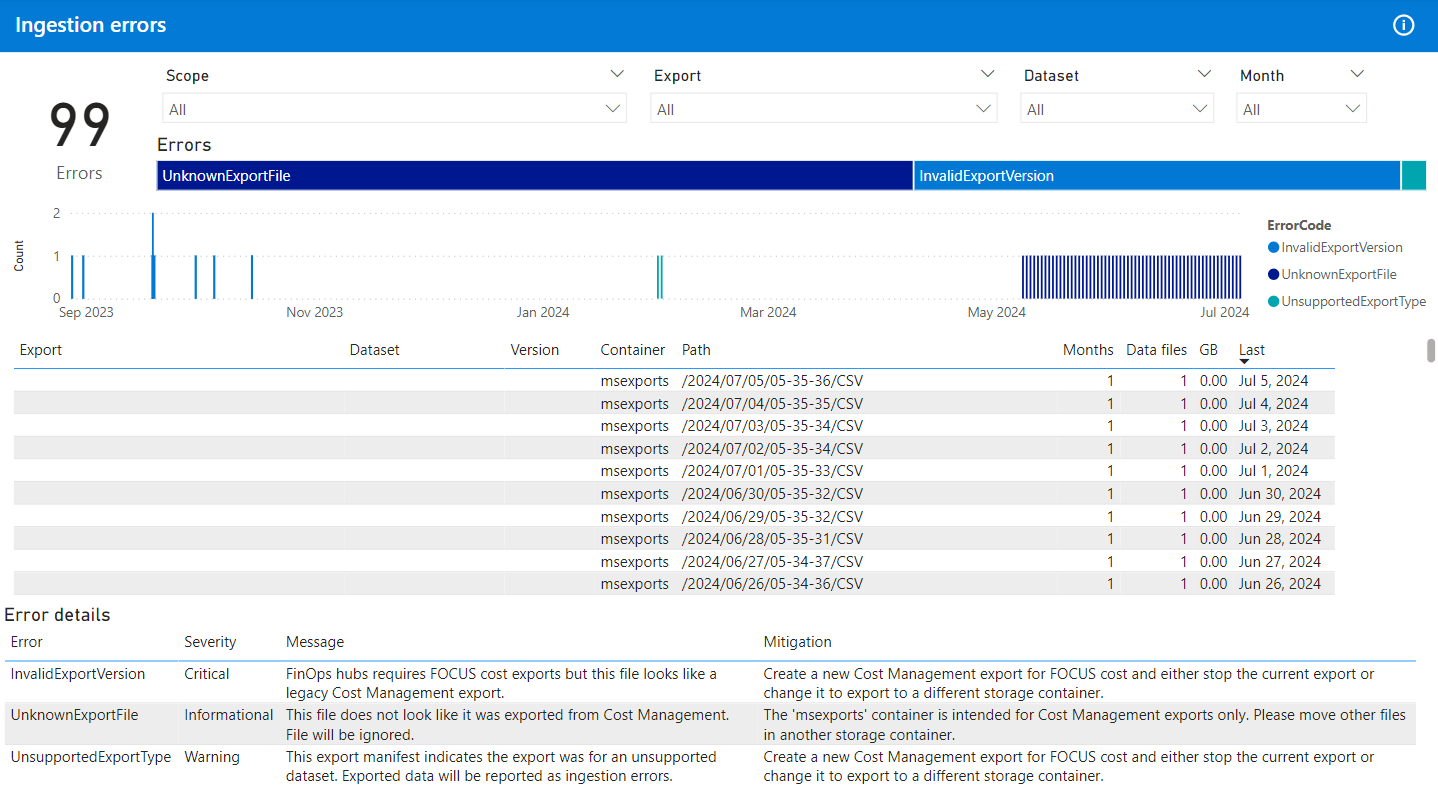 Ingestion errors
Scope
Export
Dataset
Month
All
All
All
All
99
Errors
Errors
UnknownExportFile
InvalidExportVersion
Count
2
1
0
Sep 2023
Nov 2023
Jan 2024
Mar 2024
May 2024
Jul 2024
ErrorCode
InvalidExportVersion
UnknownExportFile
UnsupportedExportType
Export Dataset Version Container Path Months Data files GB Last
msexports /2024/07/05/05-35-36/CSV 1 1 0.00 Jul 5, 2024
msexports /2024/07/04/05-35-35/CSV 1 1 0.00 Jul 4, 2024
msexports /2024/07/03/05-35-34/CSV 1 1 0.00 Jul 3, 2024
msexports /2024/07/02/05-35-34/CSV 1 1 0.00 Jul 2, 2024
msexports /2024/07/01/05-35-33/CSV 1 1 0.00 Jul 1, 2024
msexports /2024/06/30/05-35-32/CSV 1 1 0.00 Jun 30, 2024
msexports /2024/06/29/05-35-32/CSV 1 1 0.00 Jun 29, 2024
msexports /2024/06/28/05-35-31/CSV 1 1 0.00 Jun 28, 2024
msexports /2024/06/27/05-34-37/CSV 1 1 0.00 Jun 27, 2024
msexports /2024/06/26/05-34-36/CSV 1 1 0.00 Jun 26, 2024
Error details
Error Severity Message Mitigation
InvalidExportVersion Critical FinOps hubs requires FOCUS cost exports but this file looks like a Create a new Cost Management export for FOCUS cost and either stop the current export or
legacy Cost Management export. change it to export to a different storage container.
UnknownExportFile Informational This file does not look like it was exported from Cost Management. The 'msexports' container is intended for Cost Management exports only. Please move other files
File will be ignored. in another storage container.
UnsupportedExportType Warning This export manifest indicates the export was for an unsupported Create a new Cost Management export for FOCUS cost and either stop the current export or
dataset. Exported data will be reported as ingestion errors. change it to export to a different storage container.